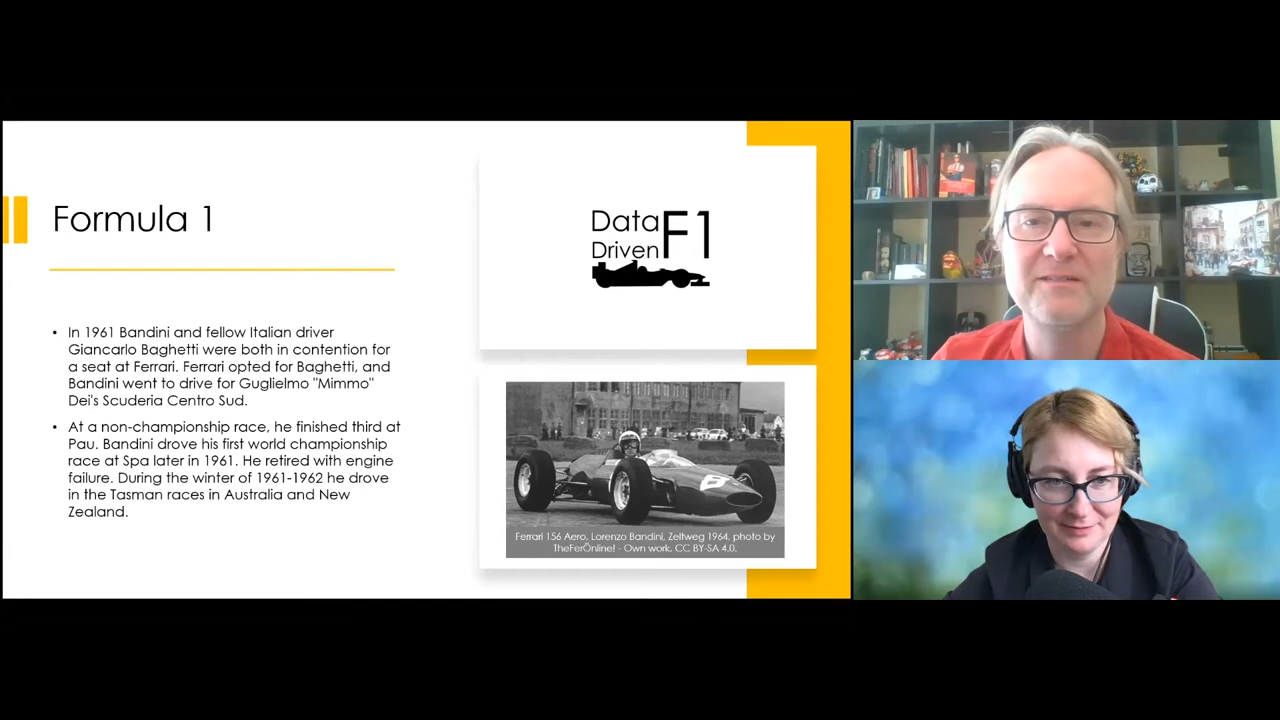 Formula 1
• In 1961 Bandini and fellow Italian driver
Giancarlo Baghetti were both in contention for
a seat at Ferrari. Ferrari opted for Baghetti, and
Bandini went to drive for Guglielmo "Mimmo"
Dei's Scuderia Centro Sud.
• At a non-championship race, he finished third at
Pau. Bandini drove his first world championship
race at Spa later in 1961. He retired with engine
failure. During the winter of 1961-1962 he drove
in the Tasman races in Australia and New
Zealand.
Data
Driven
F1
Ferrari 156 Aero, Lorenzo Bandini, Zeltweg 1964, photo by
TheFerÖnline! - Own work, CC BY-SA 4.0.